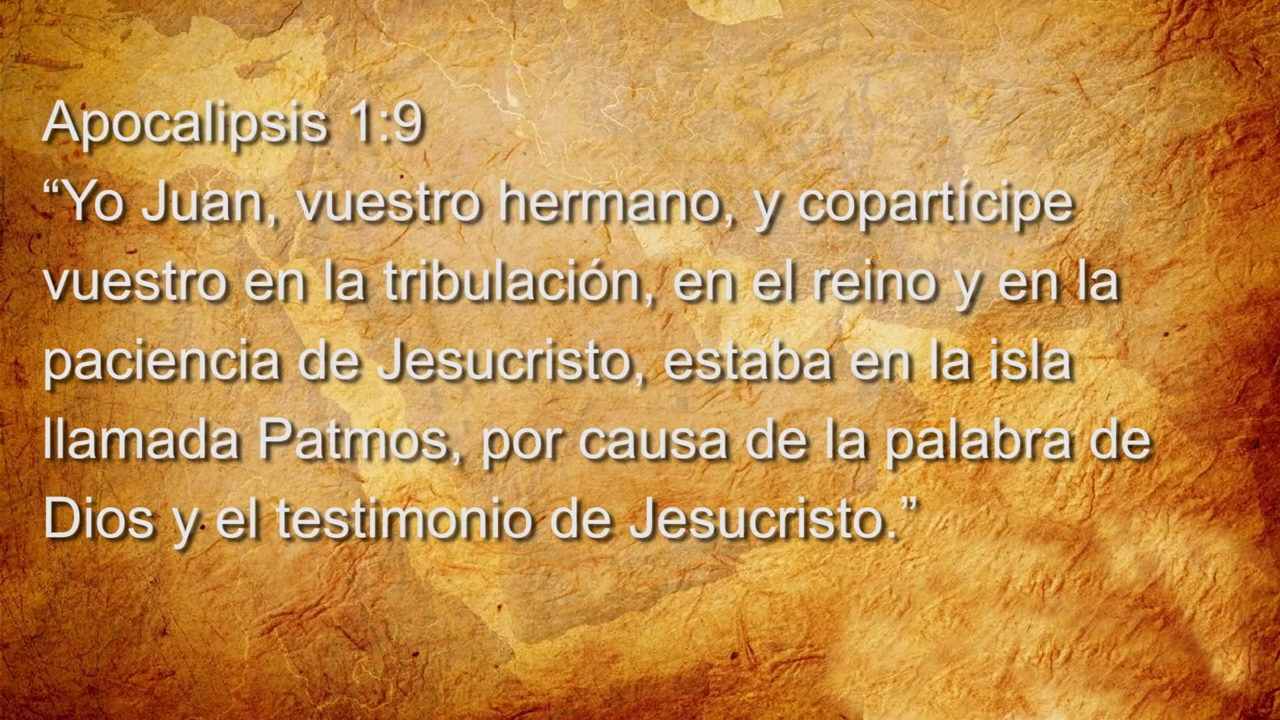 Apocalipsis 1:9
“Yo Juan, vuestro hermano, y copartícipe
vuestro en la tribulación, en el reino y en la
paciencia de Jesucristo, estaba en la isla
llamada Patmos, por causa de la palabra de
Dios y el testimonio de Jesucristo.”